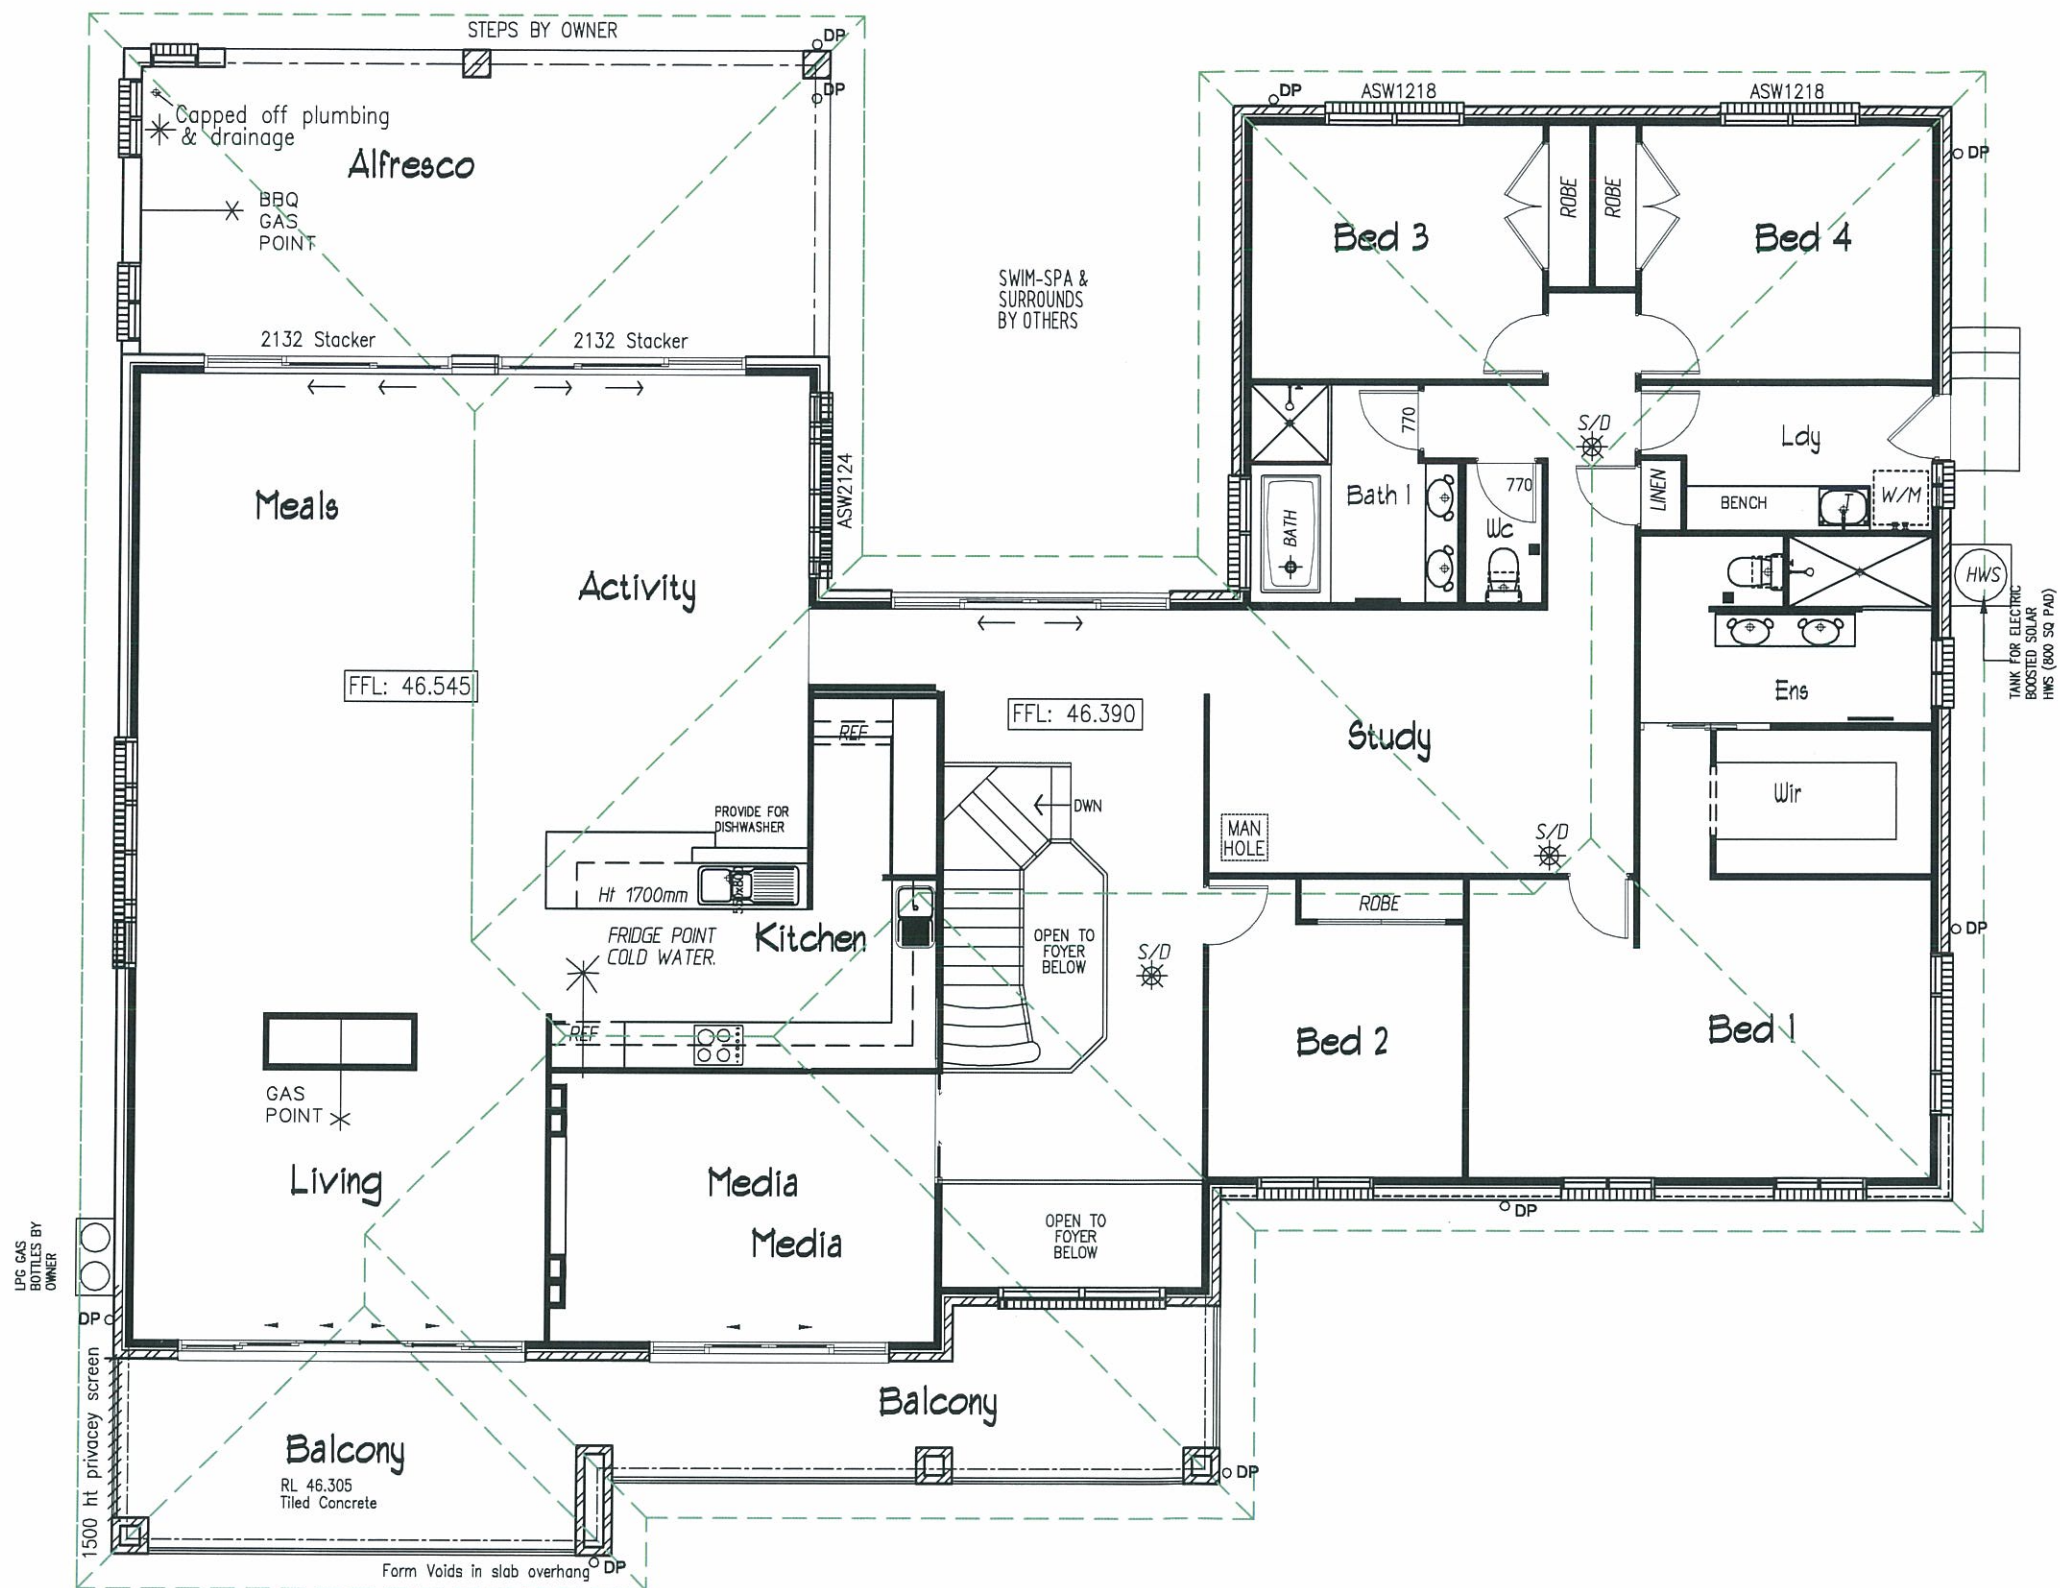 STEPS BY OWNER
DP
DP
Capped off plumbing
& drainage
Alfresco
BBQ
GAS
POINT
2132 Stacker
2132 Stacker
SWIM-SPA &
SURROUNDS
BY OTHERS
DP
ASW1218
ASW1218
DP
Bed 3
ROBE
ROBE
Bed 4
770
S/D
Ldy
Meals
ASW2124
Activity
BATH
Bath 1
770
Wc
LINEN
BENCH
W/M
HWS
TANK FOR ELECTRIC
BOOSTED SOLAR
HWS (800 SQ PAD)
FFL: 46.545
FFL: 46.390
Ens
REF
Study
Wir
DWN
PROVIDE FOR
DISHWASHER
MAN
HOLE
S/D
Ht 1700mm
ROBE
FRIDGE POINT
COLD WATER.
Kitchen
OPEN TO
FOYER
BELOW
S/D
DP
REF
Bed 2
Bed 1
GAS
POINT
Living
Media
Media
OPEN TO
FOYER
BELOW
DP
LPG GAS
BOTTLES BY
OWNER
DP
1500 ht privacey screen
Balcony
Balcony
RL 46.305
Tiled Concrete
DP
Form Voids in slab overhang
DP